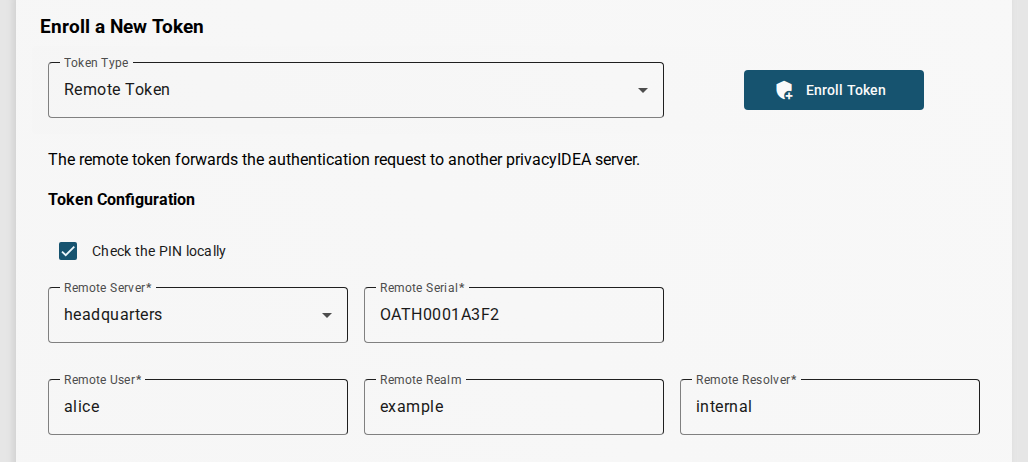 Enroll a New Token
Token Type
Remote Token
Enroll Token
The remote token forwards the authentication request to another privacyIDEA server.
Token Configuration
Check the PIN locally
Remote Server*
headquarters
Remote Serial*
OATH0001A3F2
Remote User*
alice
Remote Realm
example
Remote Resolver*
internal